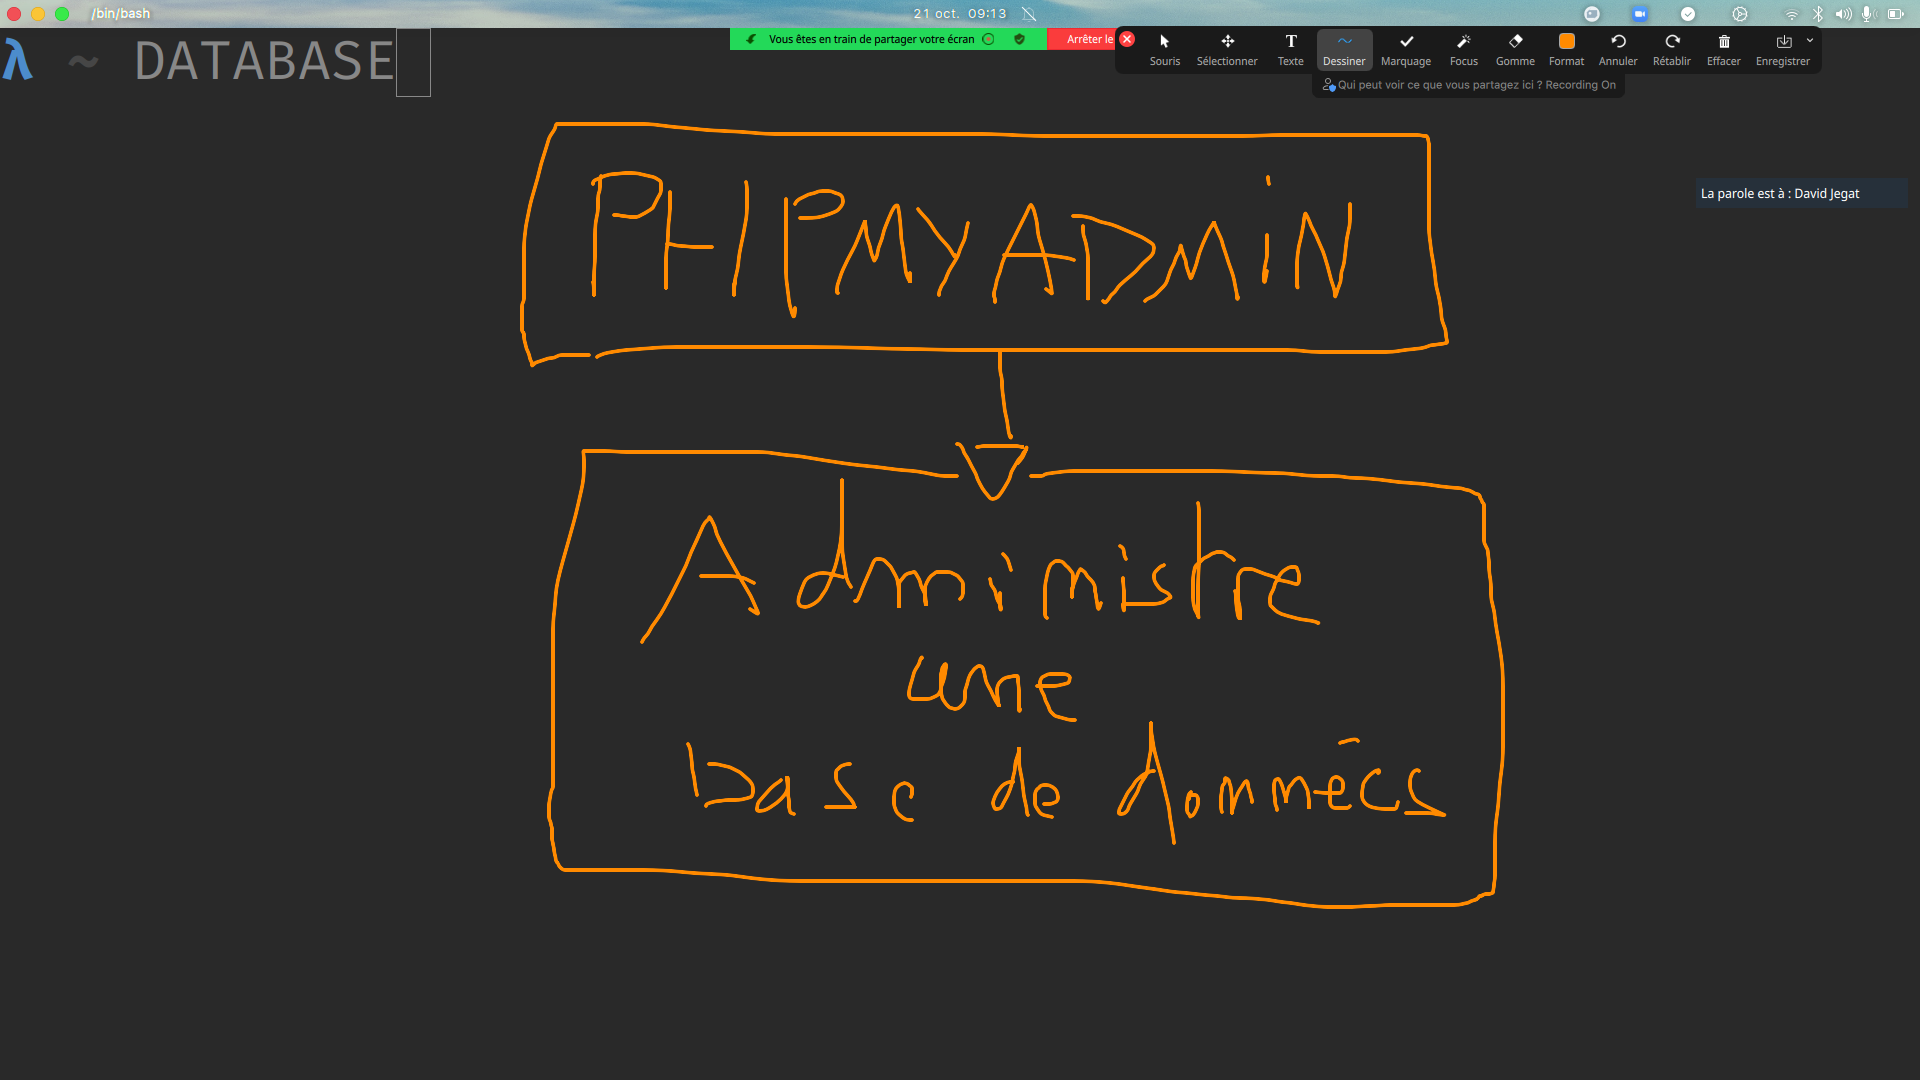 /bin/bash
21 oct. 09:13
λ ~ DATABASE
Vous êtes en train de partager votre écran
Arrêter le
Souris Sélectionner Texte Dessiner Marquage Focus Gomme Format Annuler Rétablir Effacer Enregistrer
Qui peut voir ce que vous partagez ici ? Recording On
La parole est à : David Jegat
PHPMYADMiN
Administre
une
base de données